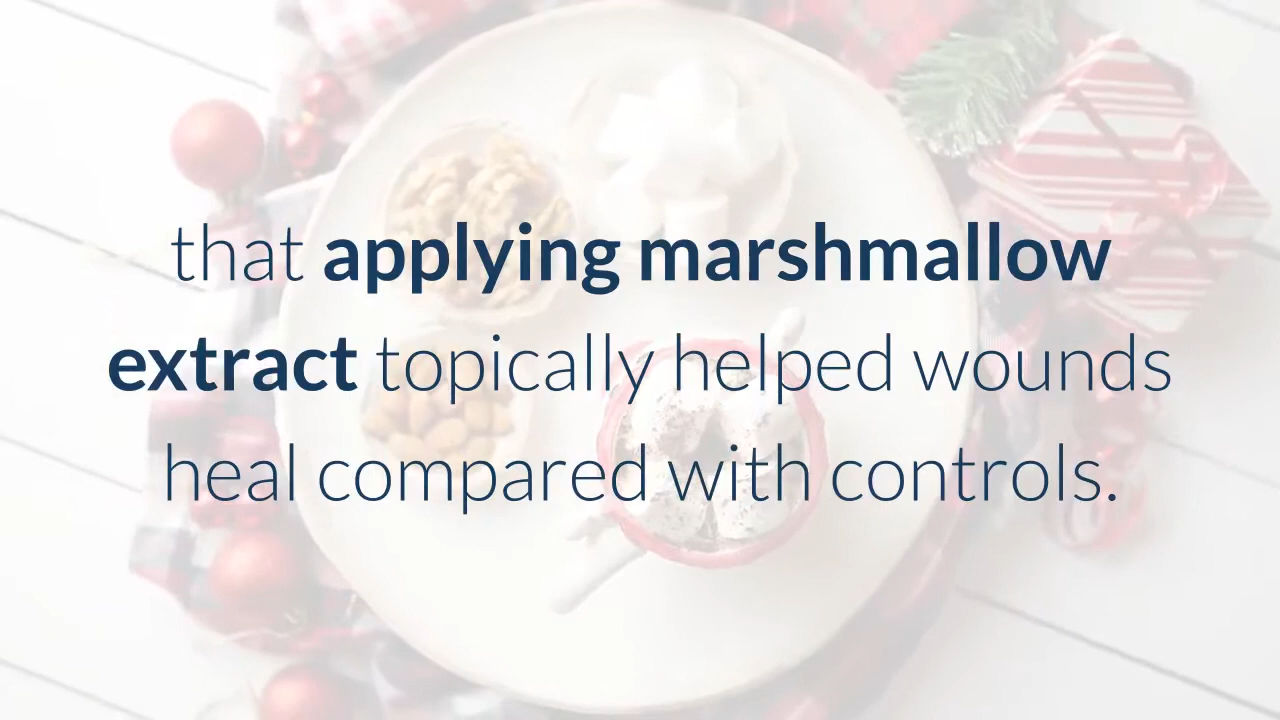 that applying marshmallow
extract topically helped wounds
heal compared with controls.